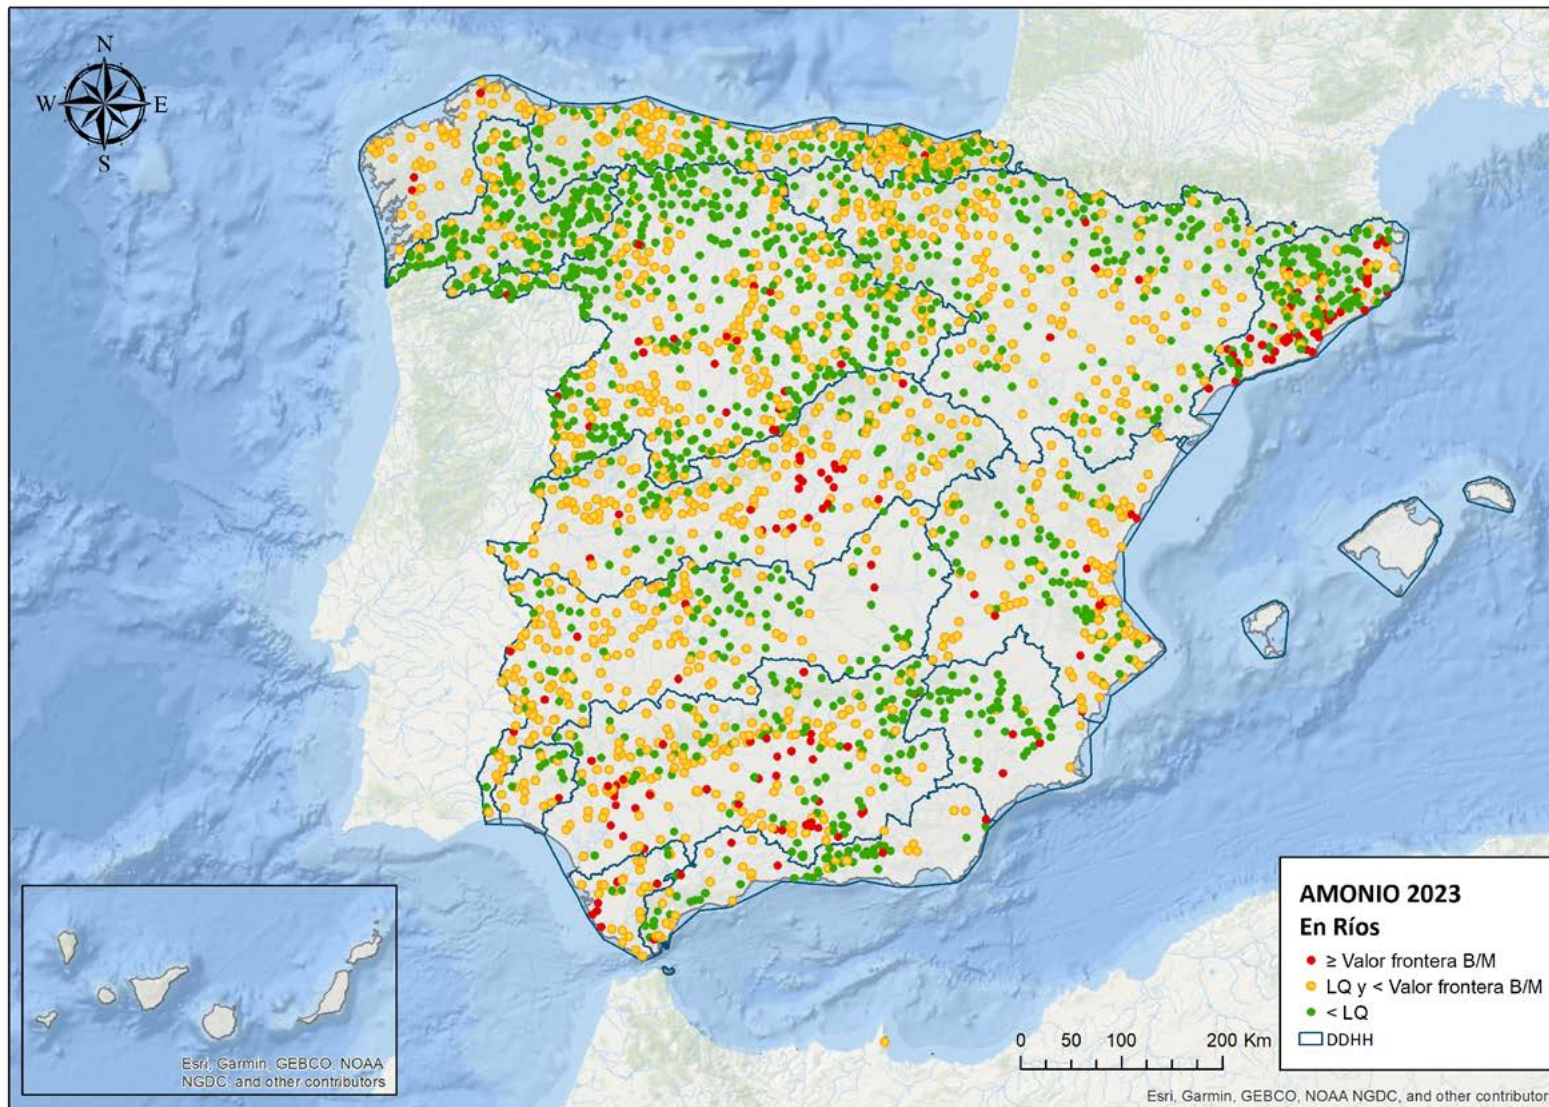 N
W
E
S
AMONIO 2023
En Ríos
≥ Valor frontera B/M
LQ y < Valor frontera B/M
< LQ
DDHH
0 50 100 200 Km
Esri, Garmin, GEBCO, NOAA
NGDC, and other contributors
Esri, Garmin, GEBCO, NOAA NGDC, and other contributor